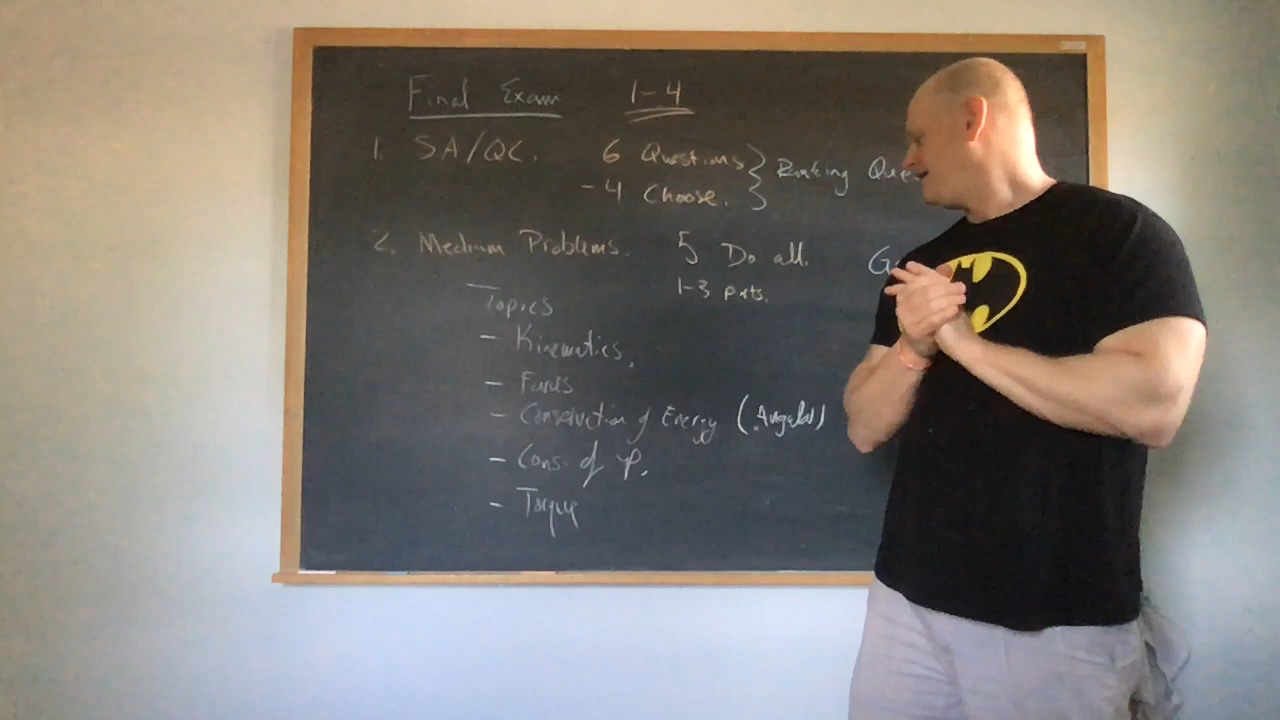 Final Exam 1-4
1. SA/QC. 6 Questions
- 4 Choose.
Ranking Que
2. Medium Problems. 5 Do all.
1-3 parts.
Topics
- Kinematics,
- Forces
- Conservation of Energy (Angular)
- Cons. of P.
- Torque